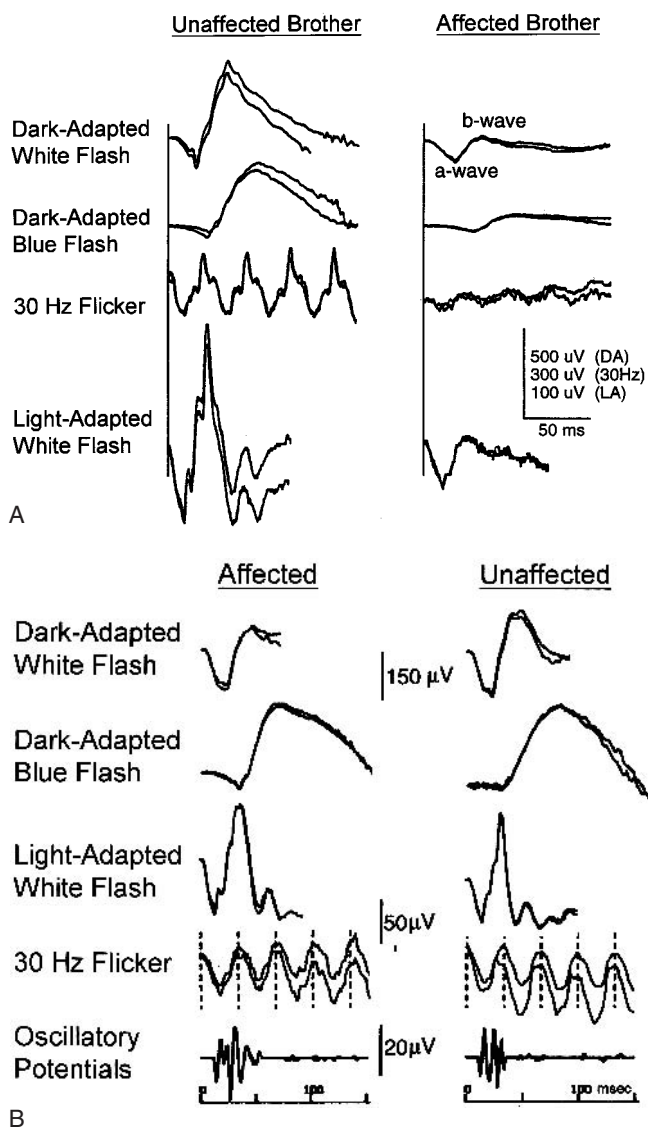 Unaffected Brother
Affected Brother
Dark-Adapted
White Flash
b-wave
a-wave
Dark-Adapted
Blue Flash
30 Hz Flicker
500 uV (DA)
300 uV (30Hz)
100 uV (LA)
50 ms
Light-Adapted
White Flash
A
Affected
Unaffected
Dark-Adapted
White Flash
150 µV
Dark-Adapted
Blue Flash
Light-Adapted
White Flash
50µV
30 Hz Flicker
Oscillatory
Potentials
20µV
0 100
0 100 msec
B